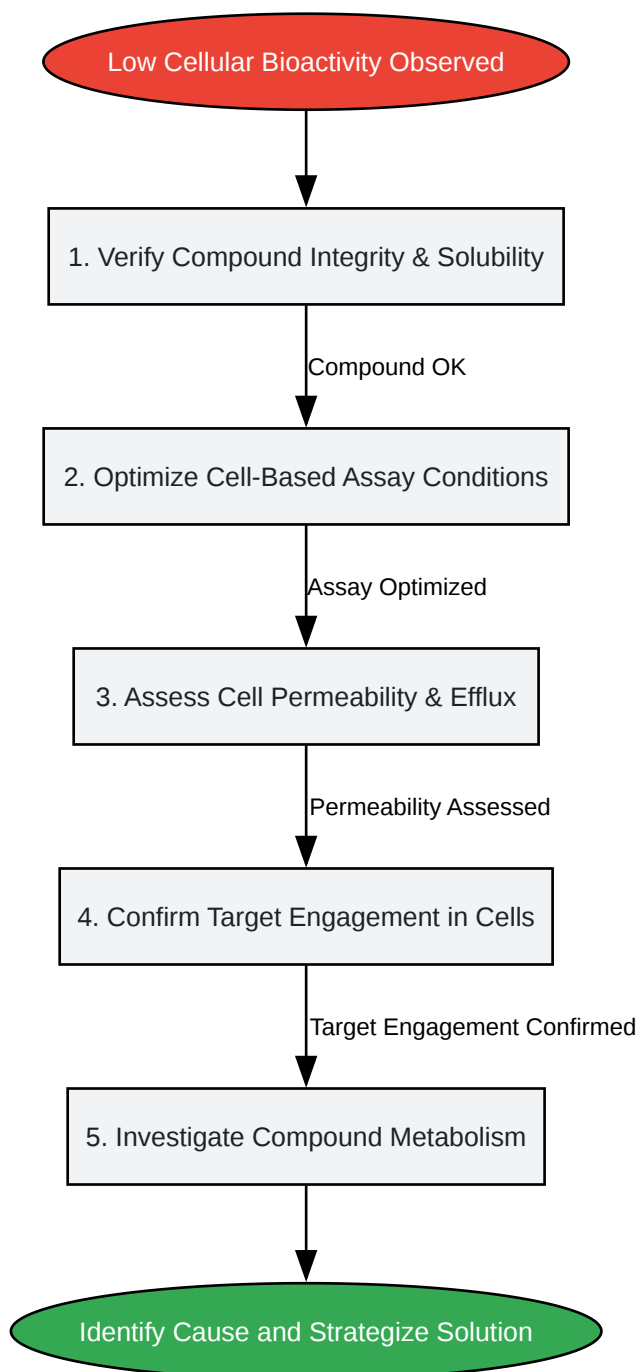 Low Cellular Bioactivity Observed
1. Verify Compound Integrity & Solubility
Compound OK
2. Optimize Cell-Based Assay Conditions
Assay Optimized
3. Assess Cell Permeability & Efflux
Permeability Assessed
4. Confirm Target Engagement in Cells
Target Engagement Confirmed
5. Investigate Compound Metabolism
Identify Cause and Strategize Solution